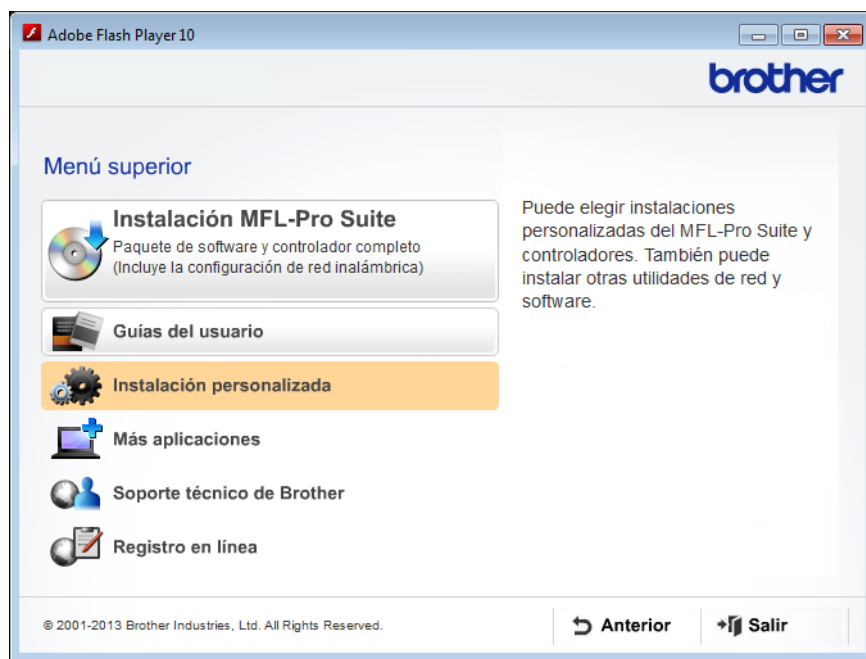 Adobe Flash Player 10
brother
Menú superior
Instalación MFL-Pro Suite
Paquete de software y controlador completo
(Incluye la configuración de red inalámbrica)
Guías del usuario
Instalación personalizada
Más aplicaciones
Soporte técnico de Brother
Registro en línea
Puede elegir instalaciones
personalizadas del MFL-Pro Suite y
controladores. También puede
instalar otras utilidades de red y
software.
© 2001-2013 Brother Industries, Ltd. All Rights Reserved.
Anterior
Salir